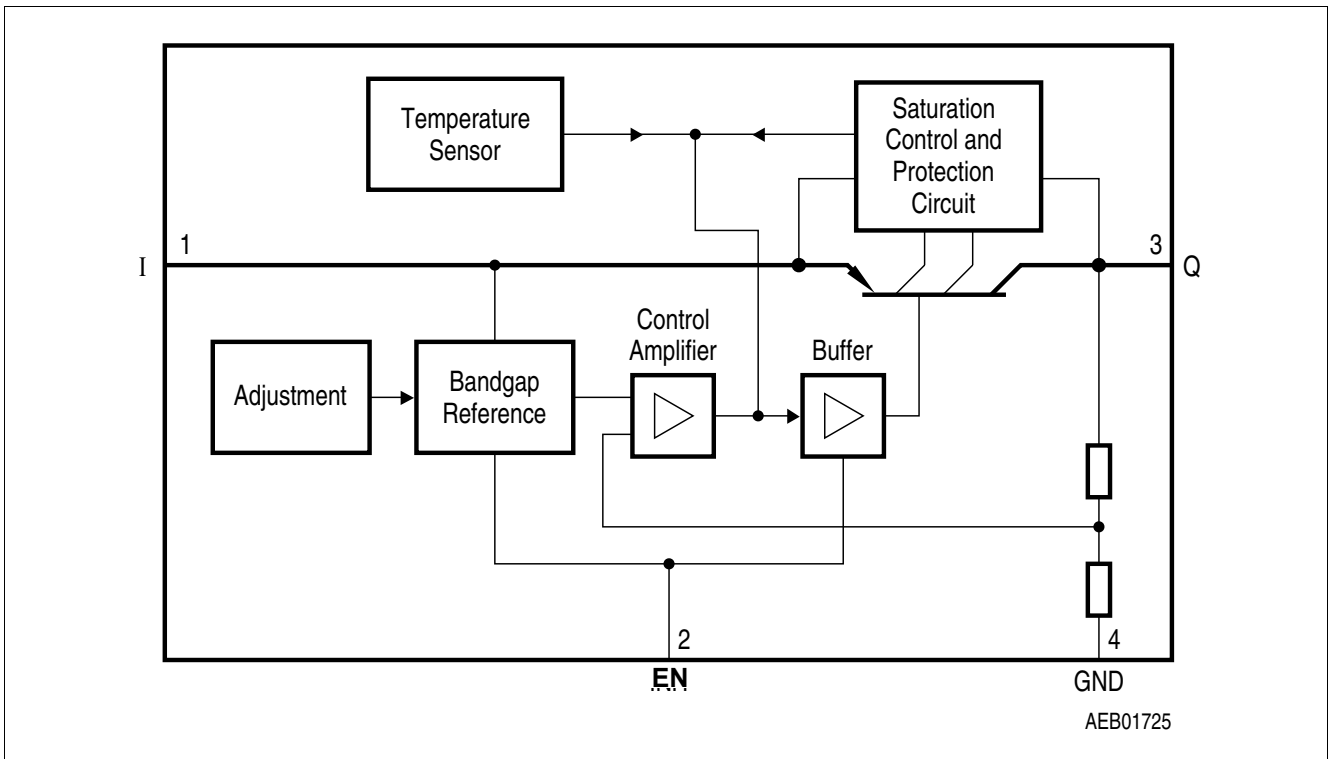 Temperature
Sensor
Saturation
Control and
Protection
Circuit
1
3
I
Q
Control
Amplifier
Buffer
Adjustment
Bandgap
Reference
2
4
EN
GND
AEB01725